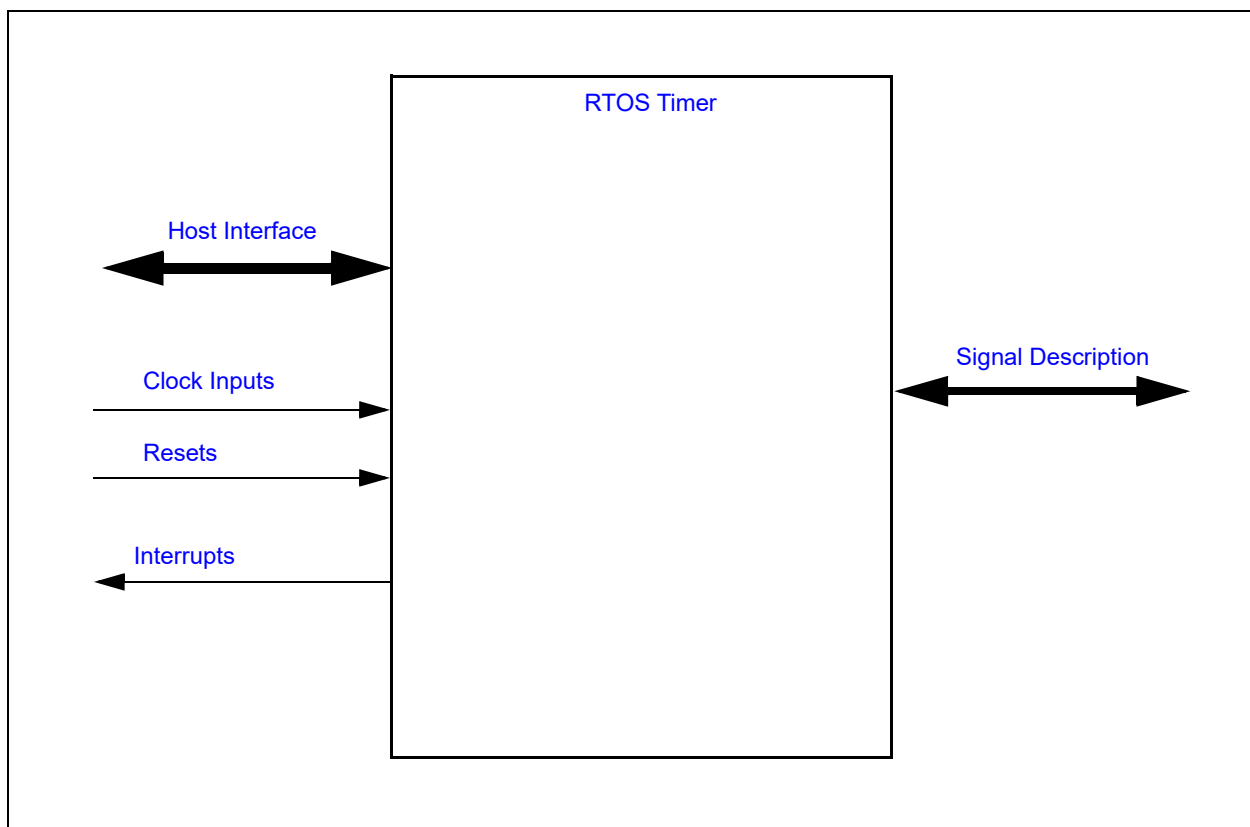 RTOS Timer
Host Interface
Signal Description
Clock Inputs
Resets
Interrupts